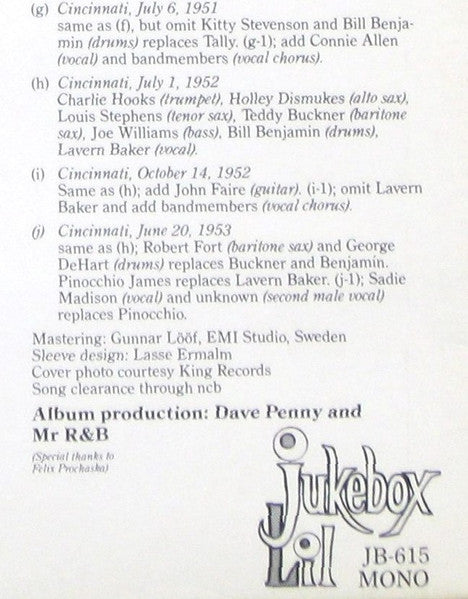 (g) Cincinnati, July 6, 1951
same as (f), but omit Kitty Stevenson and Bill Benja-
min (drums) replaces Tally. (g-1); add Connie Allen
(vocal) and bandmembers (vocal chorus).
(h) Cincinnati, July 1, 1952
Charlie Hooks (trumpet), Holley Dismukes (alto sax),
Louis Stephens (tenor sax), Teddy Buckner (baritone
sax), Joe Williams (bass), Bill Benjamin (drums),
Lavern Baker (vocal).
(i) Cincinnati, October 14, 1952
Same as (h); add John Faire (guitar). (i-1); omit Lavern
Baker and add bandmembers (vocal chorus).
(j) Cincinnati, June 20, 1953
same as (h); Robert Fort (baritone sax) and George
DeHart (drums) replaces Buckner and Benjamin.
Pinocchio James replaces Lavern Baker. (j-1); Sadie
Madison (vocal) and unknown (second male vocal)
replaces Pinocchio.
Mastering: Gunnar Lööf, EMI Studio, Sweden
Sleeve design: Lasse Ermalm
Cover photo courtesy King Records
Song clearance through ncb
Album production: Dave Penny and
Mr R&B
(Special thanks to
Felix Prochaska)
Jukebox
Lil
JB-615
MONO